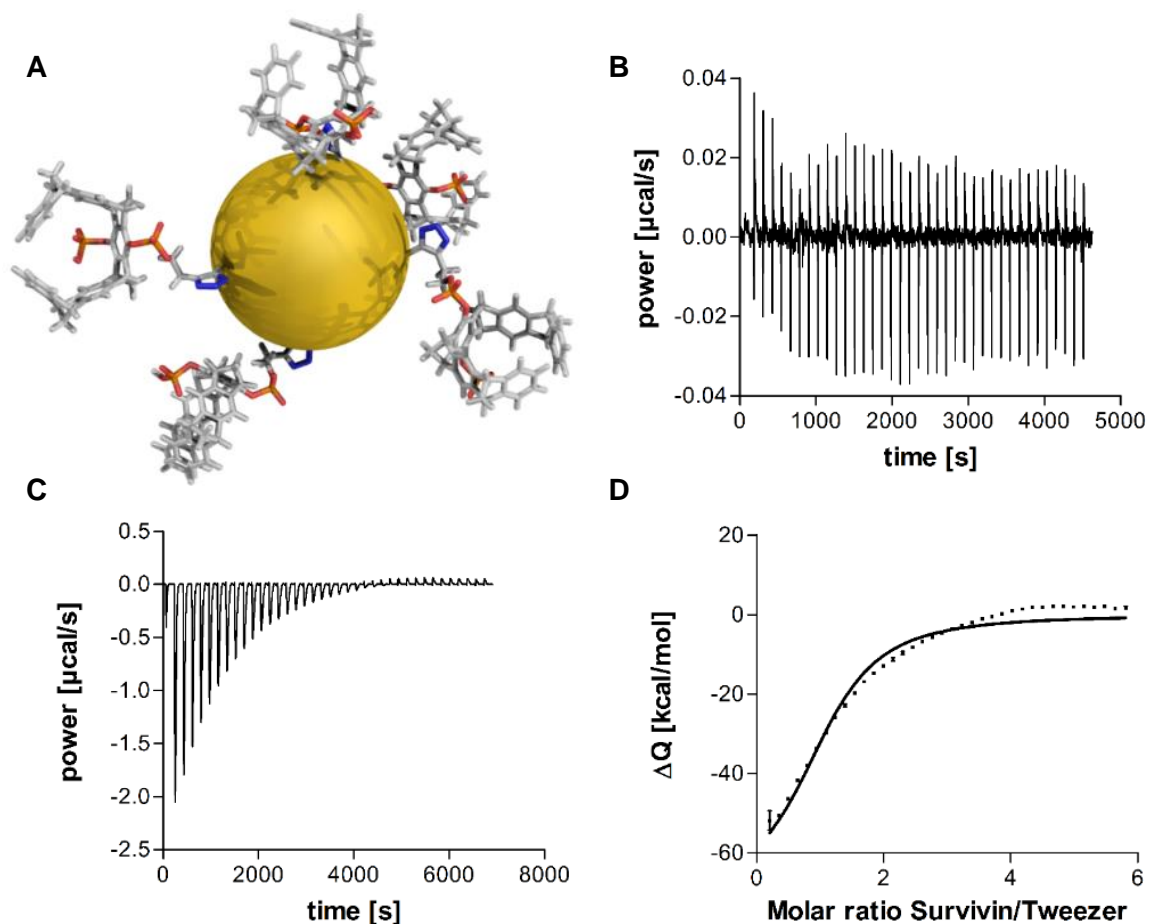 A
B
0.04
0.02
0.00
-0.02
-0.04
power [µcal/s]
0 1000 2000 3000 4000 5000
time [s]
C
0.5
0.0
-0.5
-1.0
-1.5
-2.0
-2.5
power [µcal/s]
0 2000 4000 6000 8000
time [s]
D
20
0
-20
-40
-60
ΔQ [kcal/mol]
0 2 4 6
Molar ratio Survivin/Tweezer